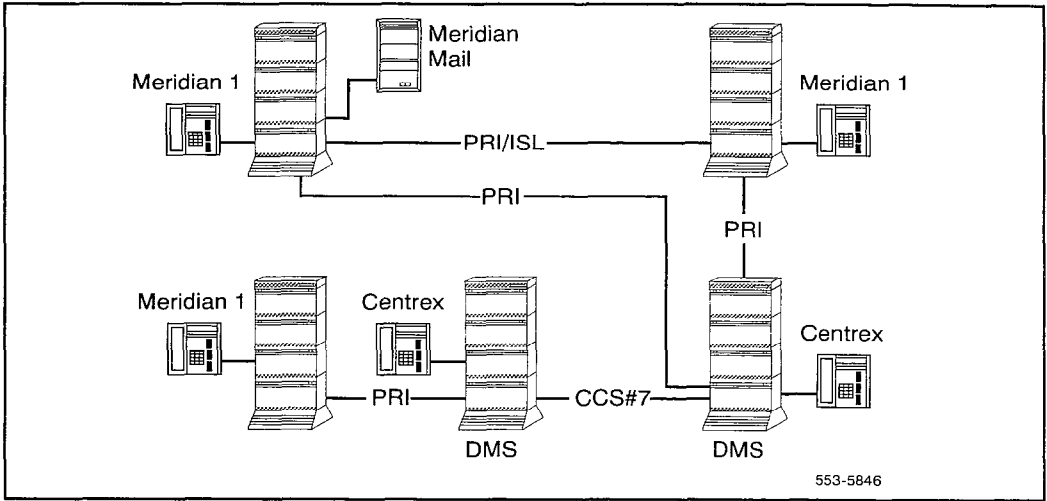 Meridian
Mail
Meridian 1
Meridian 1
PRI/ISL
PRI
PRI
Meridian 1
Centrex
Centrex
PRI
CCS#7
DMS
DMS
553-5846